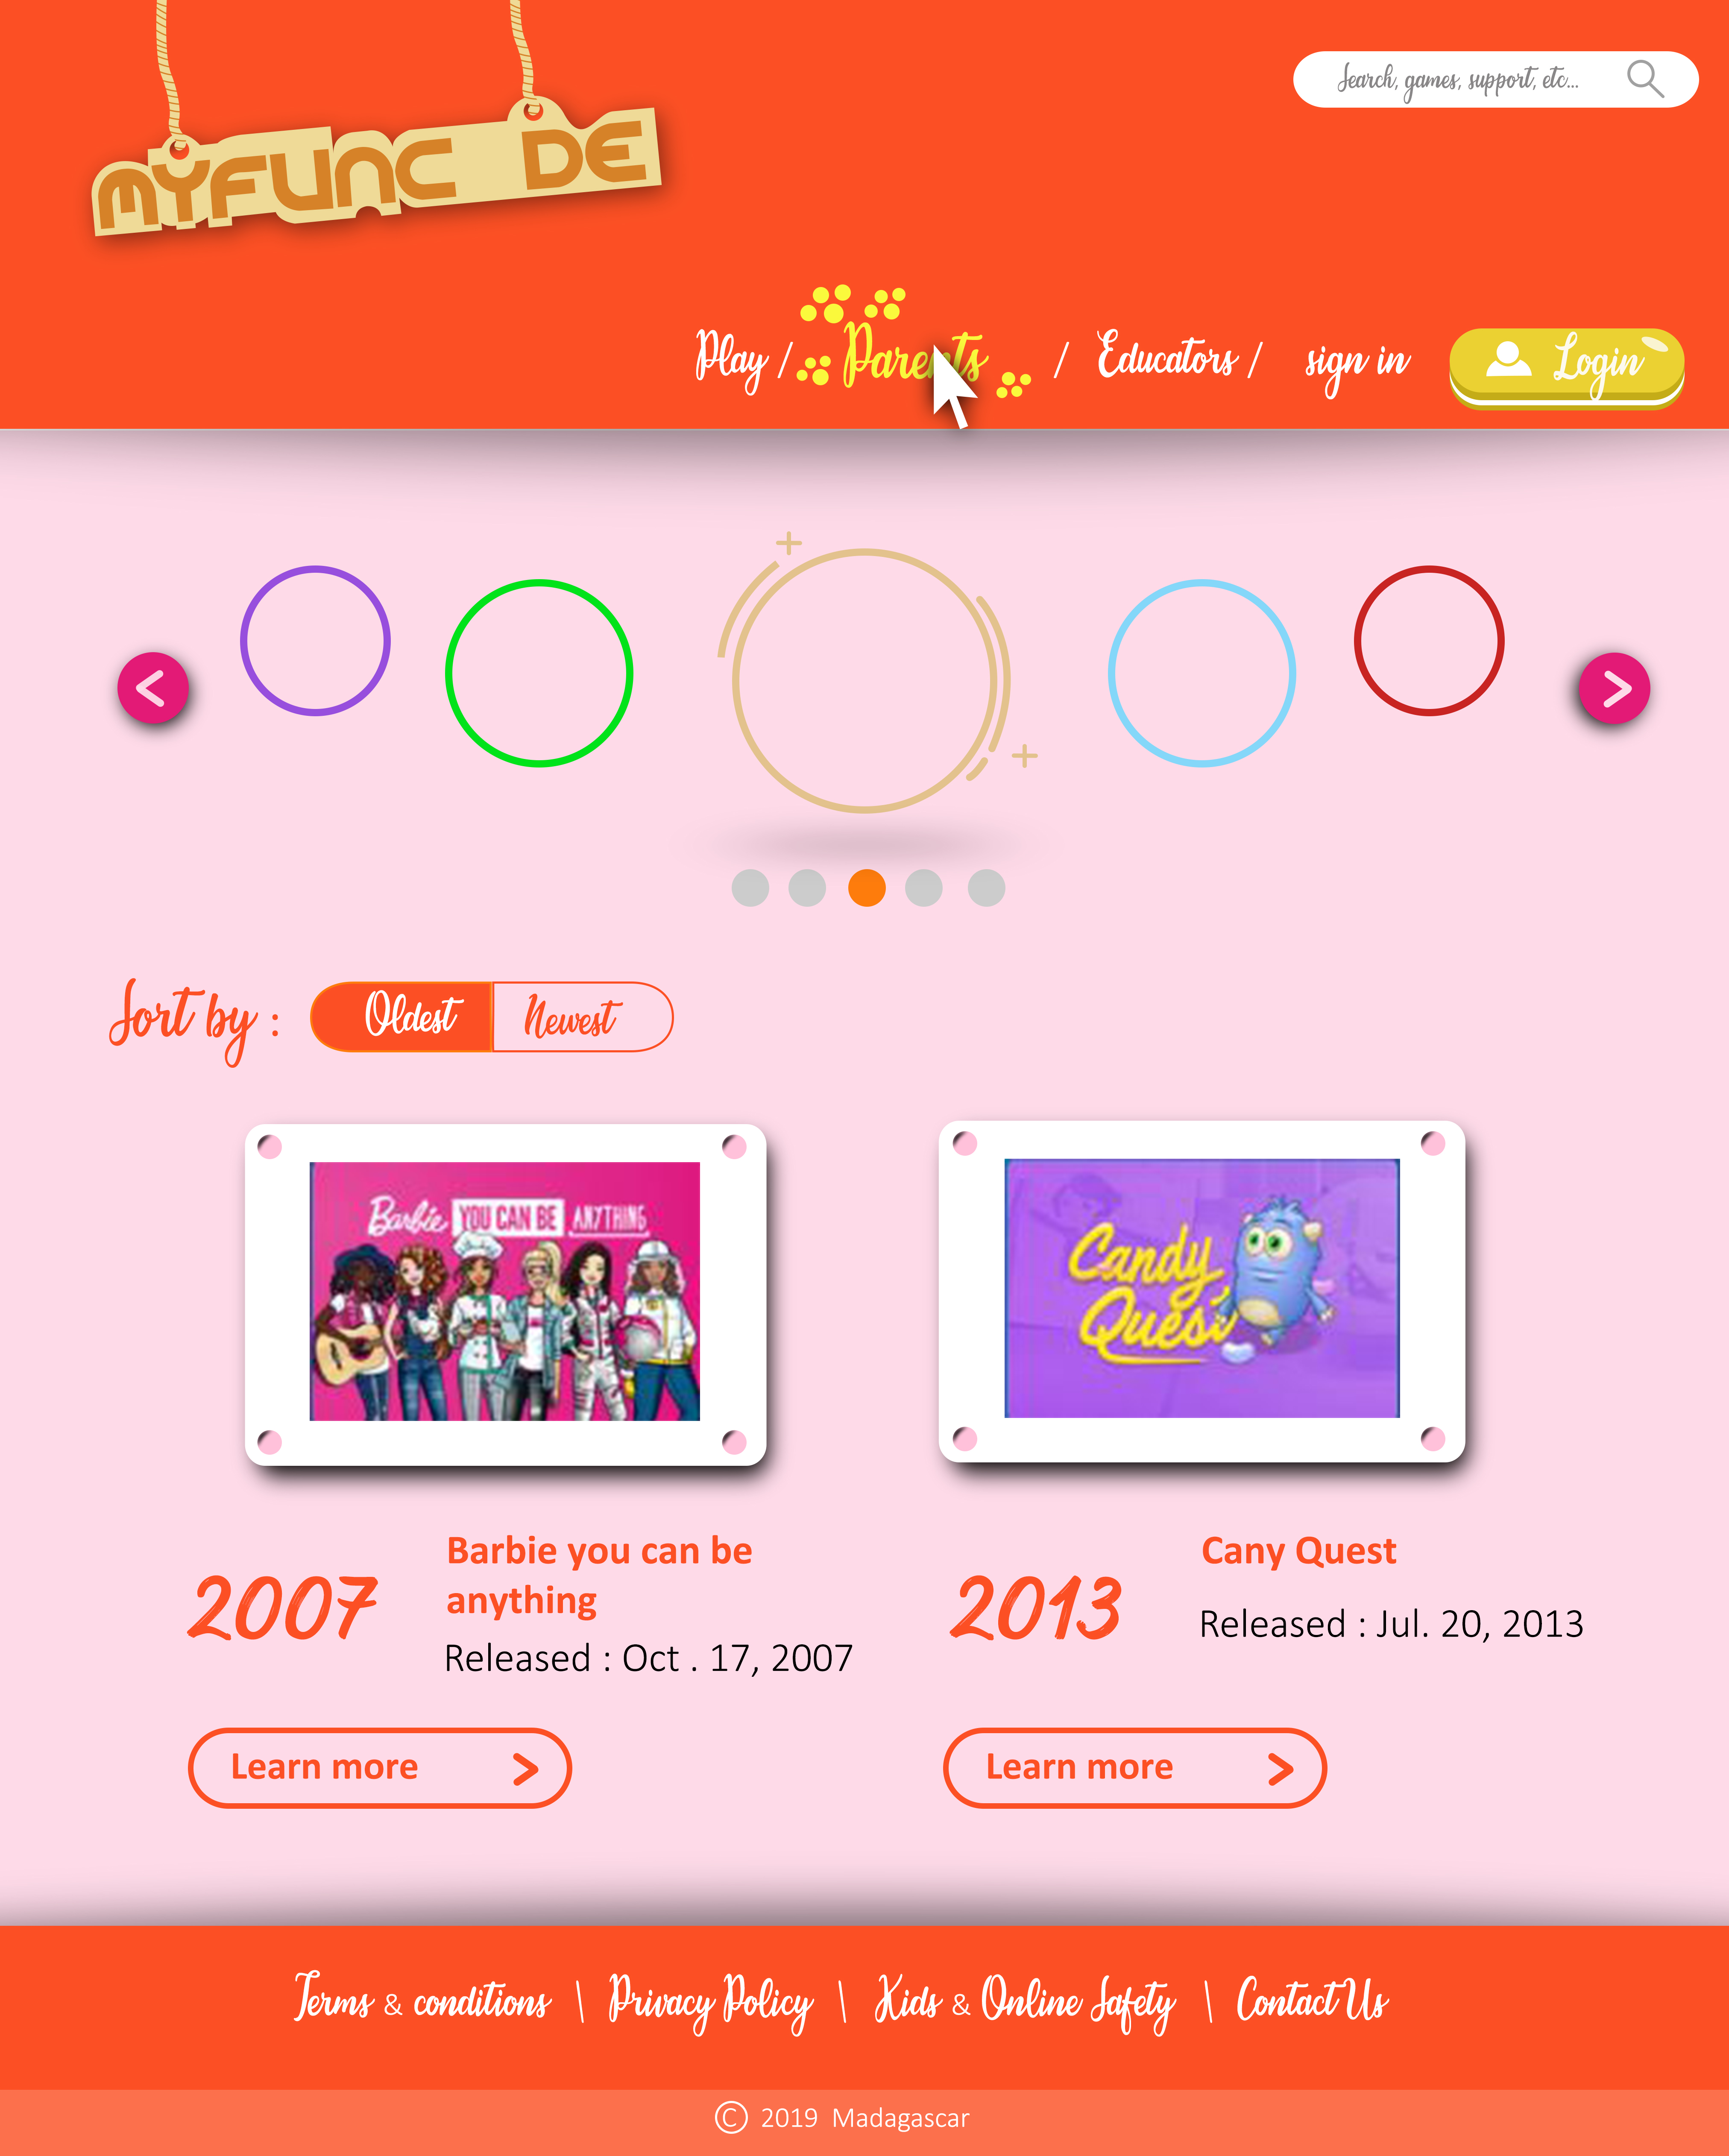 Search, games, support, etc...
MYFUNC DE
Play / Parents / Educators / sign in Login
Sort by : Oldest Newest
Barbie YOU CAN BE ANYTHING
Candy
Quest
2007
Barbie you can be
anything
Released : Oct . 17, 2007
Learn more >
2013
Cany Quest
Released : Jul. 20, 2013
Learn more >
Terms & conditions \ Privacy Policy \ Kids & Online Safety \ Contact Us
© 2019 Madagascar